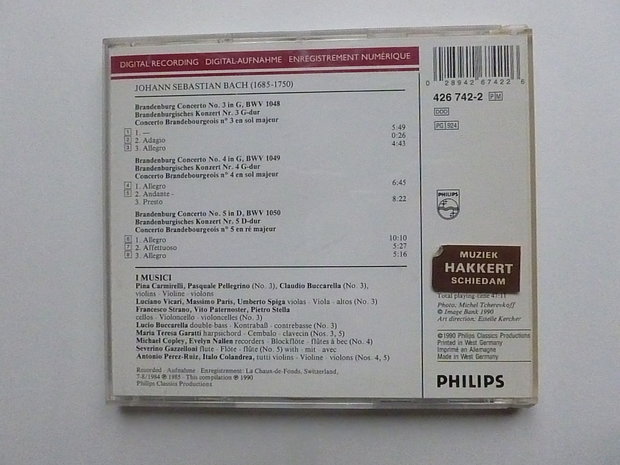 DIGITAL RECORDING · DIGITAL-AUFNAHME · ENREGISTREMENT NUMÉRIQUE
JOHANN SEBASTIAN BACH (1685-1750)
Brandenburg Concerto No. 3 in G, BWV 1048
Brandenburgisches Konzert Nr. 3 G-dur
Concerto Brandebourgeois n° 3 en sol majeur
1 1. — 5:49
2 2. Adagio 0:26
3 3. Allegro 4:43
Brandenburg Concerto No. 4 in G, BWV 1049
Brandenburgisches Konzert Nr. 4 G-dur
Concerto Brandebourgeois n° 4 en sol majeur
4 1. Allegro 6:45
5 2. Andante -
3. Presto 8:22
Brandenburg Concerto No. 5 in D, BWV 1050
Brandenburgisches Konzert Nr. 5 D-dur
Concerto Brandebourgeois n° 5 en ré majeur
6 1. Allegro 10:10
7 2. Affettuoso 5:27
8 3. Allegro 5:16
I MUSICI
Pina Carmirelli, Pasquale Pellegrino (No. 3), Claudio Buccarella (No. 3),
violins · Violine · violons
Luciano Vicari, Massimo Paris, Umberto Spiga violas · Viola · altos (No. 3)
Francesco Strano, Vito Paternoster, Pietro Stella
cellos · Violoncello · violoncelles (No. 3)
Lucio Buccarella double-bass · Kontrabaß · contrebasse (No. 3)
Maria Teresa Garatti harpsichord · Cembalo · clavecin (Nos. 3, 5)
Michael Copley, Evelyn Nallen recorders · Blockflöte · flûtes à bec (No. 4)
Severino Gazzelloni flute · Flöte · flûte (No. 5) with · mit · avec
Antonio Perez-Ruiz, Italo Colandrea, tutti violins · Violine · violons (Nos. 4, 5)
Recorded · Aufnahme · Enregistrement: La Chaux-de-Fonds, Switzerland,
7-8/1984 ℗ 1985 · This compilation ℗ 1990
Philips Classics Productions.
0 28942 67422 6
426 742-2 PM
DDD
PG 924
PHILIPS
MUZIEK
HAKKERT
SCHIEDAM
Total playing-time 47:11
Photo: Michel Tcherevkoff
© Image Bank 1990
Art direction: Estelle Kercher
© 1990 Philips Classics Productions
Printed in West Germany
Imprimé en Allemagne
Made in West Germany
PHILIPS